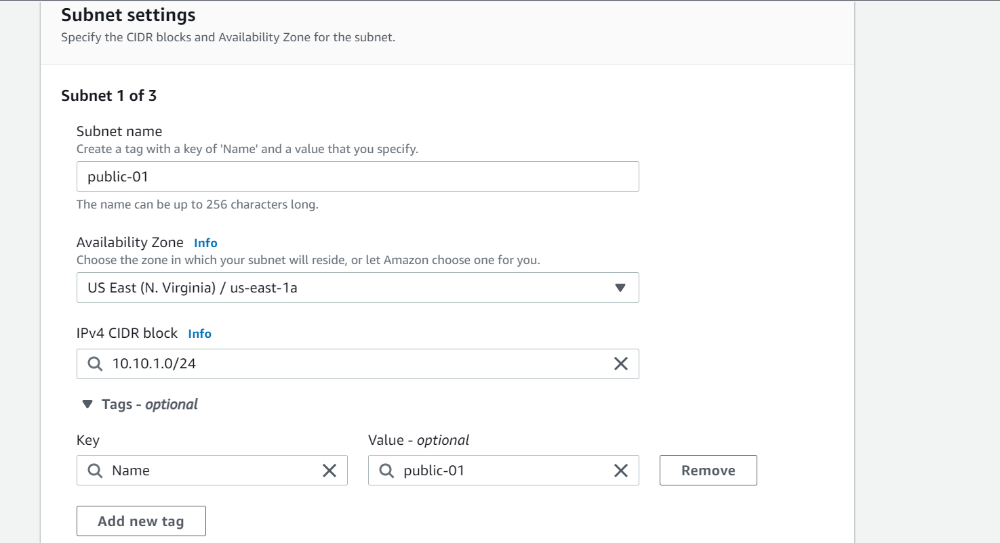 Subnet settings
Specify the CIDR blocks and Availability Zone for the subnet.
Subnet 1 of 3
Subnet name
Create a tag with a key of 'Name' and a value that you specify.
public-01
The name can be up to 256 characters long.
Availability Zone Info
Choose the zone in which your subnet will reside, or let Amazon choose one for you.
US East (N. Virginia) / us-east-1a
IPv4 CIDR block Info
10.10.1.0/24
Tags - optional
Key Value - optional
Name public-01 Remove
Add new tag